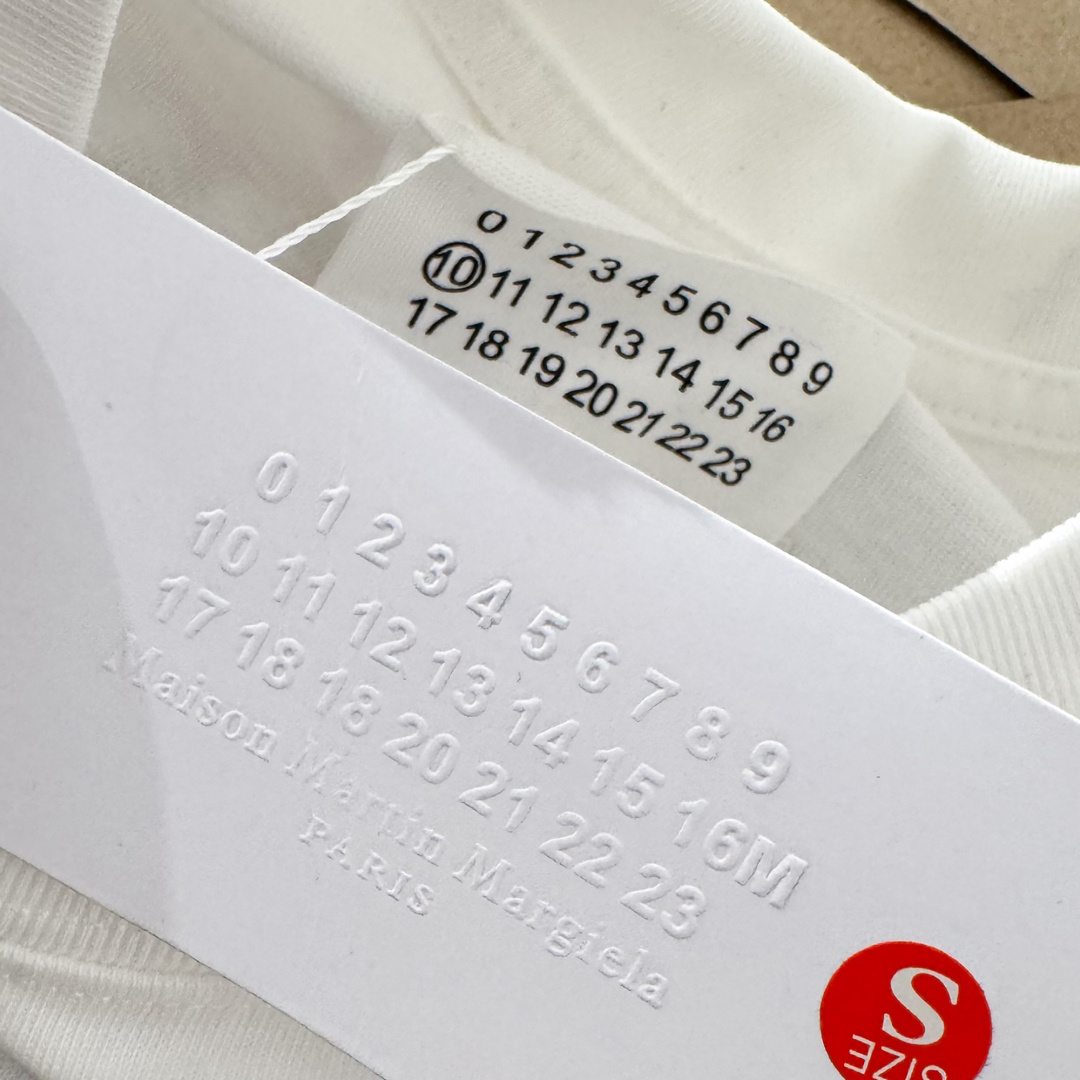 0 1 2 3 4 5 6 7 8 9
10 11 12 13 14 15 16
17 18 19 20 21 22 23
0 1 2 3 4 5 6 7 8 9
10 11 12 13 14 15 16M
17 18 18 20 21 22 23
Maison Martin Margiela
PARIS
S
SIZE